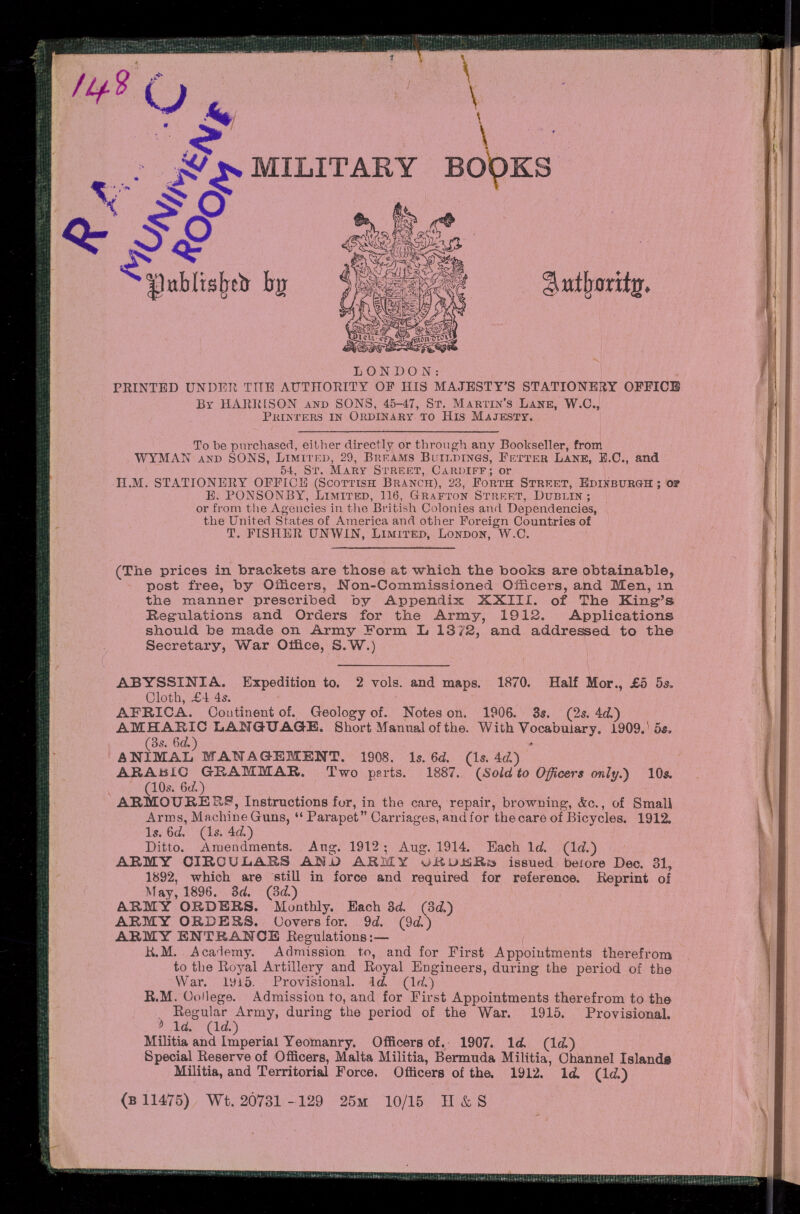 148
R.A. C
MUNIMENT
ROOM
MILITARY BOOKS
Published by Authority.
LONDON:
PRINTED UNDER THE AUTHORITY OF HIS MAJESTY'S STATIONERY OFFICE
By HARRISON AND SONS, 45-47, St. Martin's Lane, W.C.,
Printers in Ordinary to His Majesty.
To be purchased, either directly or through any Bookseller, from
WYMAN AND SONS, Limited, 29, Breams Buildings, Fetter Lane, E.C., and
54, St. Mary Street, Cardiff; or
H.M. STATIONERY OFFICE (Scottish Branch), 23, Forth Street, Edinburgh; or
E. PONSONBY, Limited, 116, Grafton Street, Dublin;
or from the Agencies in the British Colonies and Dependencies,
the United States of America and other Foreign Countries of
T. FISHER UNWIN, Limited, London, W.C.
(The prices in brackets are those at which the books are obtainable,
post free, by Officers, Non-Commissioned Officers, and Men, in
the manner prescribed by Appendix XXIII. of The King's
Regulations and Orders for the Army, 1912. Applications
should be made on Army Form L 1372, and addressed to the
Secretary, War Office, S.W.)
ABYSSINIA. Expedition to. 2 vols. and maps. 1870. Half Mor., £5 5s.
Cloth, £4 4s.
AFRICA. Continent of. Geology of. Notes on. 1906. 3s. (2s. 4d.)
AMHARIC LANGUAGE. Short Manual of the. With Vocabulary. 1909. 5s.
(3s. 6d.)
ANIMAL MANAGEMENT. 1908. 1s. 6d. (1s. 4d.)
ARABIC GRAMMAR. Two parts. 1887. (Sold to Officers only.) 10s.
(10s. 6d.)
ARMOURERS, Instructions for, in the care, repair, browning, &c., of Small
Arms, Machine Guns, "Parapet" Carriages, and for the care of Bicycles. 1912.
1s. 6d. (1s. 4d.)
Ditto. Amendments. Aug. 1912; Aug. 1914. Each 1d. (1d.)
ARMY CIRCULARS AND ARMY ORDERS issued before Dec. 31,
1892, which are still in force and required for reference. Reprint of
May, 1896. 3d. (3d.)
ARMY ORDERS. Monthly. Each 3d. (3d.)
ARMY ORDERS. Covers for. 9d. (9d.)
ARMY ENTRANCE Regulations:—
R.M. Academy. Admission to, and for First Appointments therefrom
to the Royal Artillery and Royal Engineers, during the period of the
War. 1915. Provisional. 1d. (1d.)
R.M. College. Admission to, and for First Appointments therefrom to the
Regular Army, during the period of the War. 1915. Provisional.
1d. (1d.)
Militia and Imperial Yeomanry. Officers of. 1907. 1d. (1d.)
Special Reserve of Officers, Malta Militia, Bermuda Militia, Channel Islands
Militia, and Territorial Force. Officers of the. 1912. 1d. (1d.)
(B 11475) Wt. 20731-129 25M 10/15 H & S